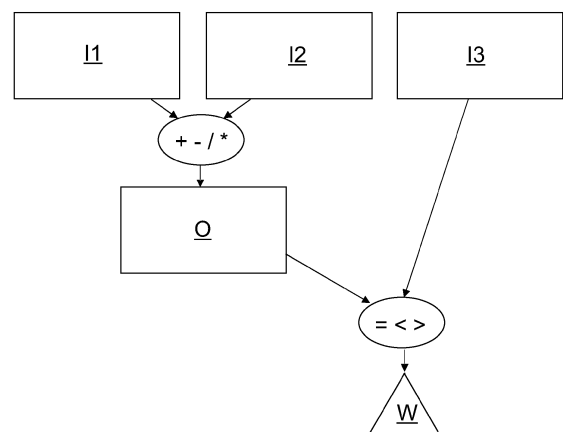 I1
I2
I3
+ - / *
O
= < >
W